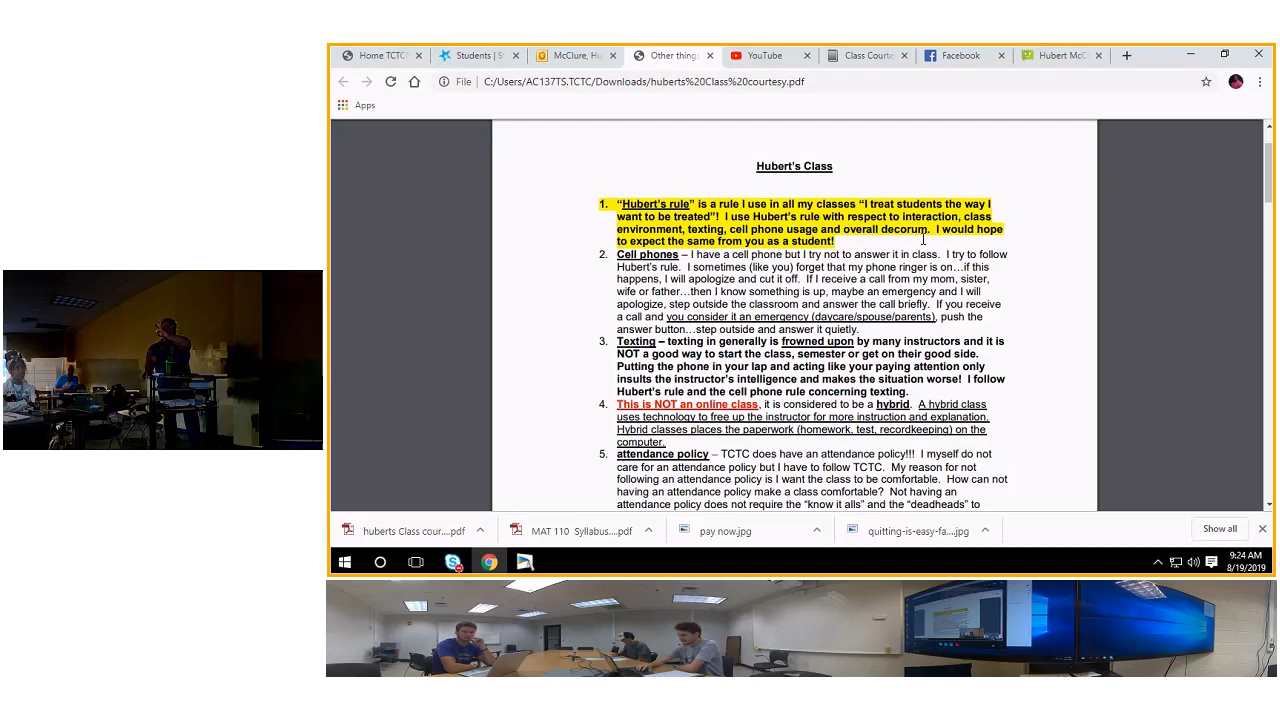 Home TCTC
Students | S
McClure, Hu
Other thing
YouTube
Class Courte
Facebook
Hubert McCl
File
C:/Users/AC137TS.TCTC/Downloads/huberts%20Class%20courtesy.pdf
Apps
Hubert's Class
1. “Hubert's rule” is a rule I use in all my classes “I treat students the way I
want to be treated”! I use Hubert's rule with respect to interaction, class
environment, texting, cell phone usage and overall decorum. I would hope
to expect the same from you as a student!
2. Cell phones – I have a cell phone but I try not to answer it in class. I try to follow
Hubert's rule. I sometimes (like you) forget that my phone ringer is on…if this
happens, I will apologize and cut it off. If I receive a call from my mom, sister,
wife or father…then I know something is up, maybe an emergency and I will
apologize, step outside the classroom and answer the call briefly. If you receive
a call and you consider it an emergency (daycare/spouse/parents), push the
answer button…step outside and answer it quietly.
3. Texting – texting in generally is frowned upon by many instructors and it is
NOT a good way to start the class, semester or get on their good side.
Putting the phone in your lap and acting like your paying attention only
insults the instructor's intelligence and makes the situation worse! I follow
Hubert's rule and the cell phone rule concerning texting.
4. This is NOT an online class, it is considered to be a hybrid. A hybrid class
uses technology to free up the instructor for more instruction and explanation.
Hybrid classes places the paperwork (homework, test, recordkeeping) on the
computer.
5. attendance policy – TCTC does have an attendance policy!!! I myself do not
care for an attendance policy but I have to follow TCTC. My reason for not
following an attendance policy is I want the class to be comfortable. How can not
having an attendance policy make a class comfortable? Not having an
attendance policy does not require the “know it alls” and the “deadheads” to
huberts Class cour....pdf
MAT 110 Syllabus....pdf
pay now.jpg
quitting-is-easy-fa....jpg
Show all
9:24 AM
8/19/2019